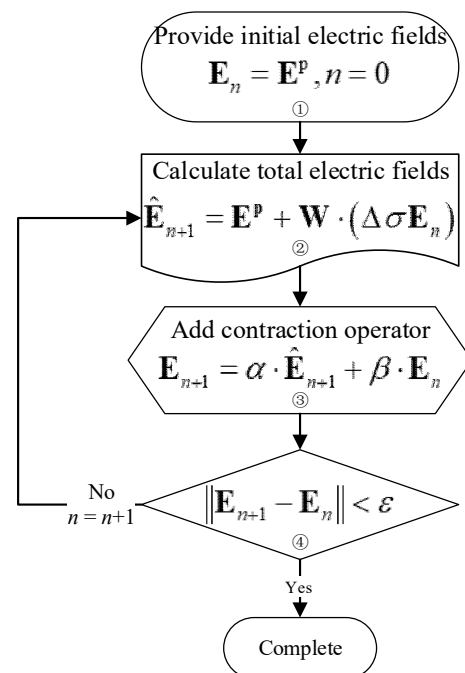 Provide initial electric fields
𝐄ₙ = 𝐄ᵖ, n = 0
①
Calculate total electric fields
𝐄̂ₙ₊₁ = 𝐄ᵖ + 𝐖 · (Δσ𝐄ₙ)
②
Add contraction operator
𝐄ₙ₊₁ = α · 𝐄̂ₙ₊₁ + β · 𝐄ₙ
③
‖𝐄ₙ₊₁ − 𝐄ₙ‖ < ε
④
No
n = n+1
Yes
Complete